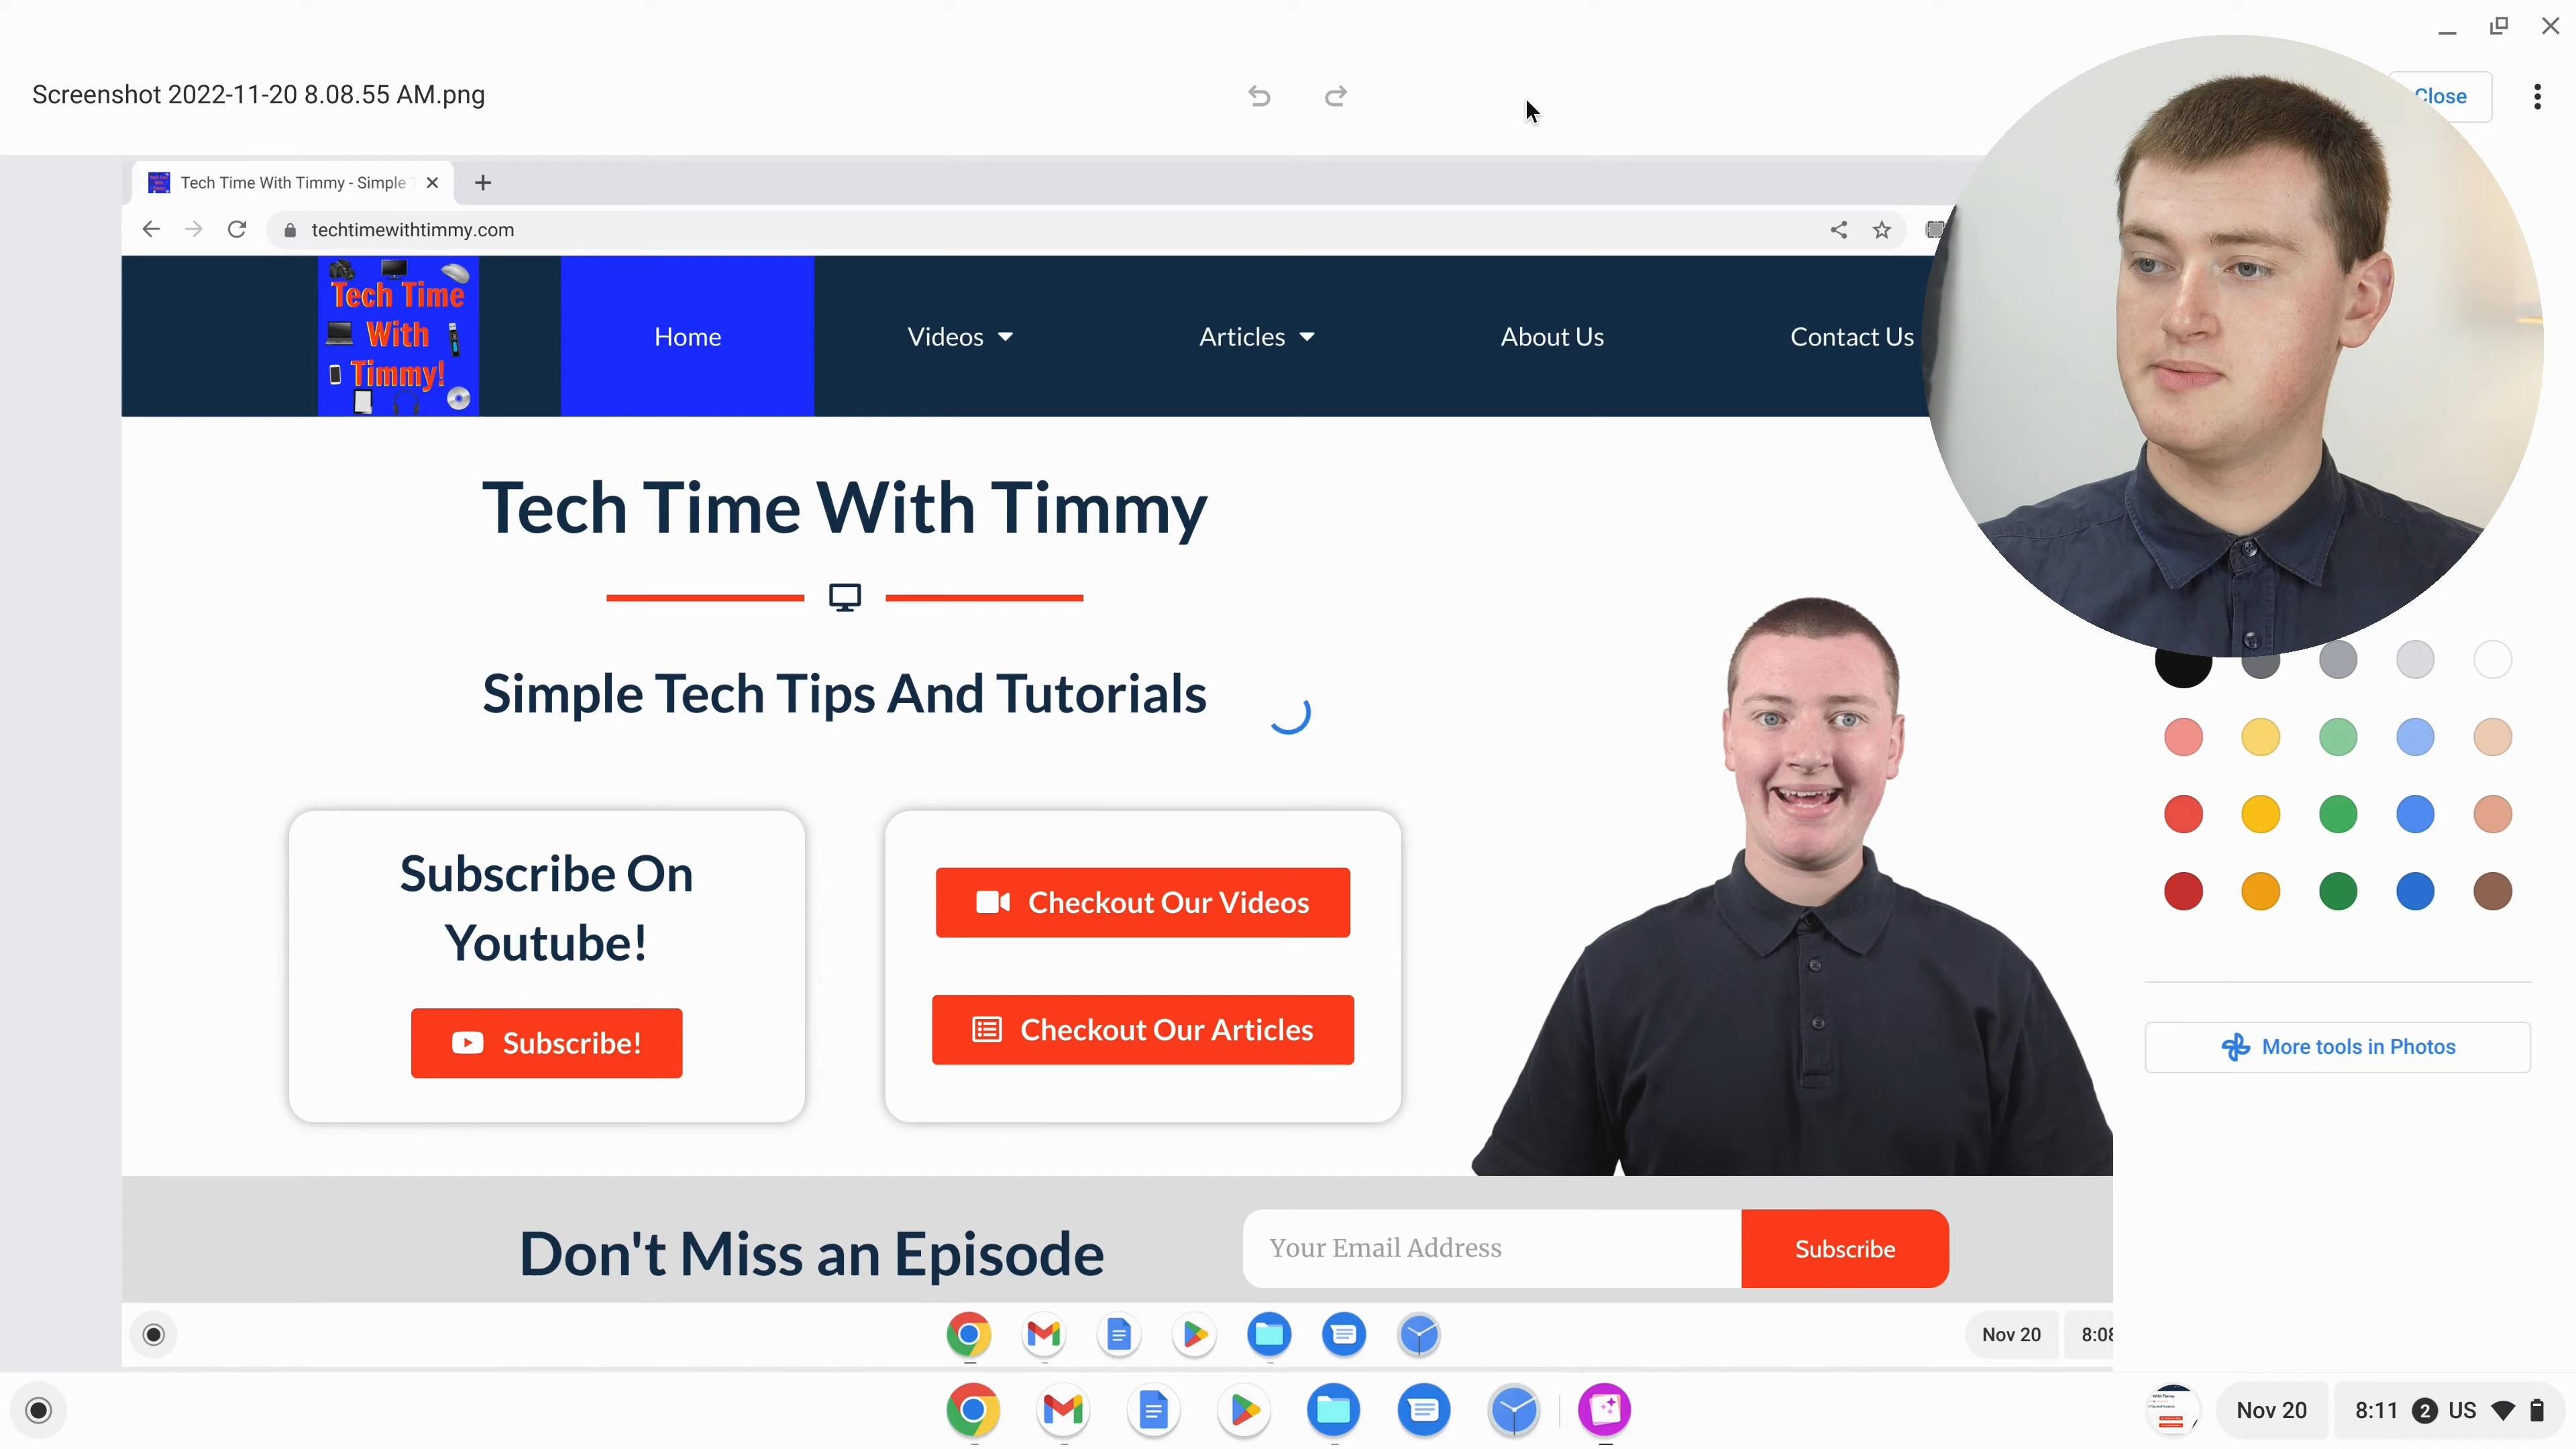 Screenshot 2022-11-20 8.08.55 AM.png
Close
Tech Time With Timmy - Simple
techtimewithtimmy.com
Tech Time
With
Timmy!
Home
Videos
Articles
About Us
Contact Us
Tech Time With Timmy
Simple Tech Tips And Tutorials
Subscribe On
Youtube!
Subscribe!
Checkout Our Videos
Checkout Our Articles
More tools in Photos
Don't Miss an Episode
Your Email Address
Subscribe
Nov 20
8:08
Nov 20
8:11 2 US